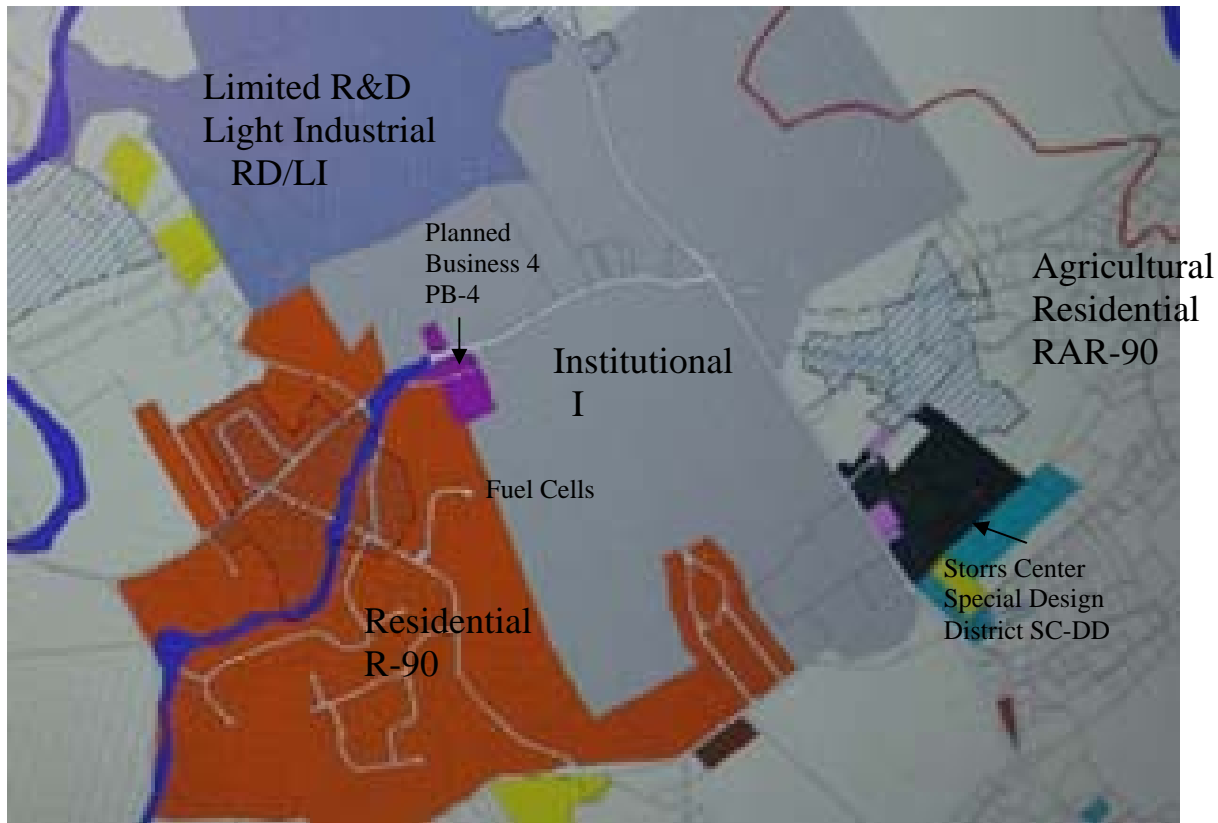 Limited R&D
Light Industrial
RD/LI
Planned
Business 4
PB-4
Agricultural
Residential
RAR-90
Institutional
I
Fuel Cells
Storrs Center
Special Design
District SC-DD
Residential
R-90